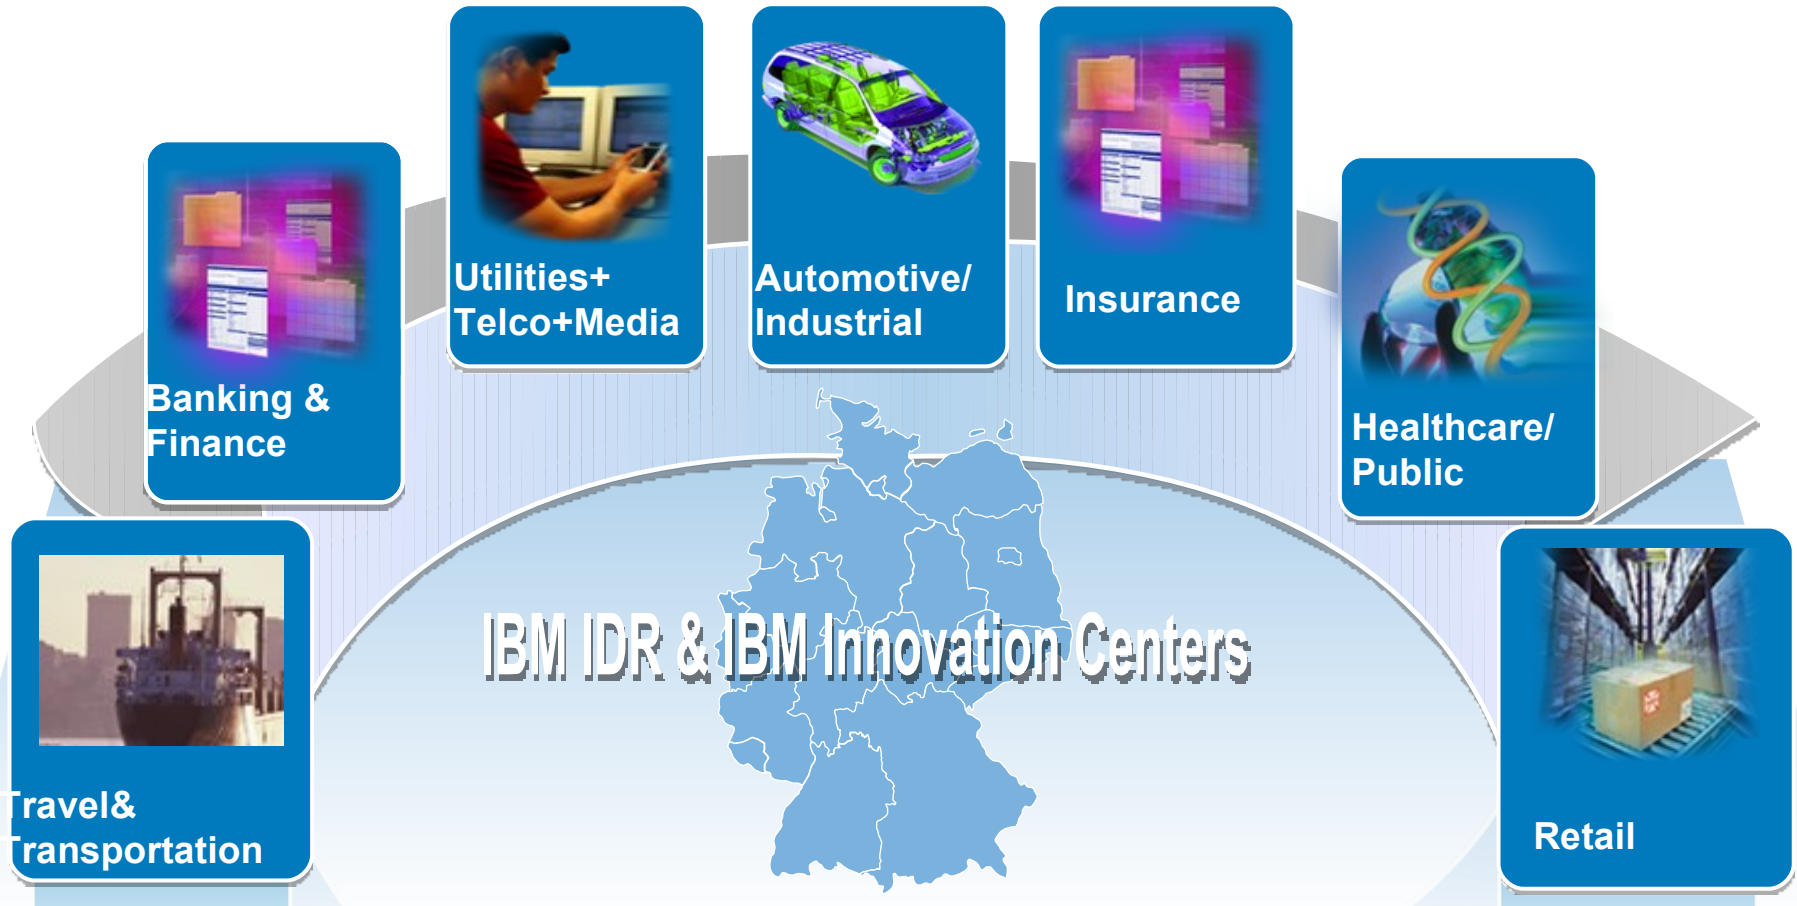 Utilities+
Telco+Media
Automotive/
Industrial
Insurance
Banking &
Finance
Healthcare/
Public
IBM IDR & IBM Innovation Centers
Travel&
Transportation
Retail